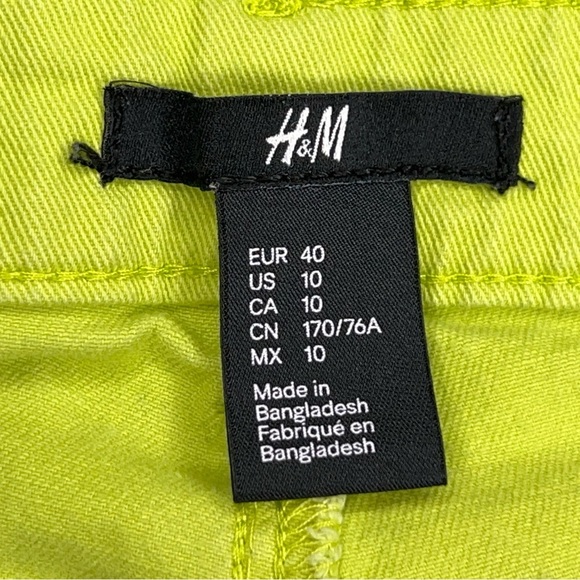 H&M
EUR 40
US 10
CA 10
CN 170/76A
MX 10
Made in
Bangladesh
Fabriqué en
Bangladesh